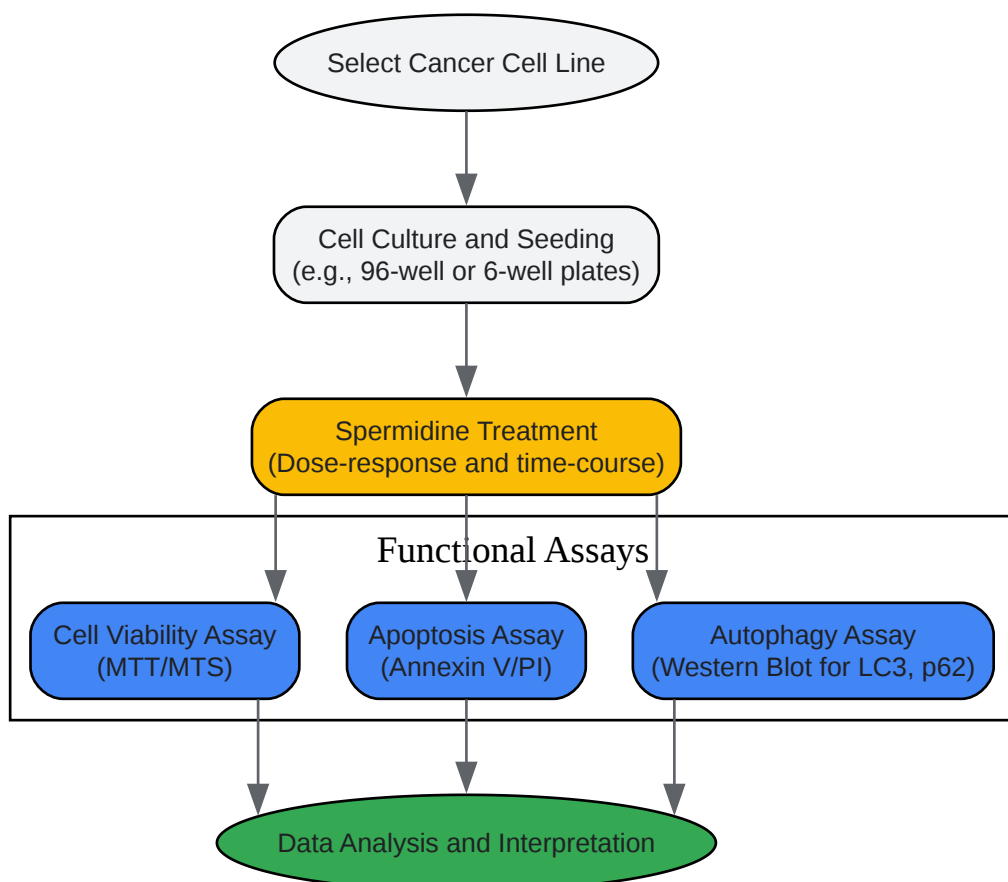 Select Cancer Cell Line
Cell Culture and Seeding
(e.g., 96-well or 6-well plates)
Spermidine Treatment
(Dose-response and time-course)
Functional Assays
Cell Viability Assay
(MTT/MTS)
Apoptosis Assay
(Annexin V/PI)
Autophagy Assay
(Western Blot for LC3, p62)
Data Analysis and Interpretation